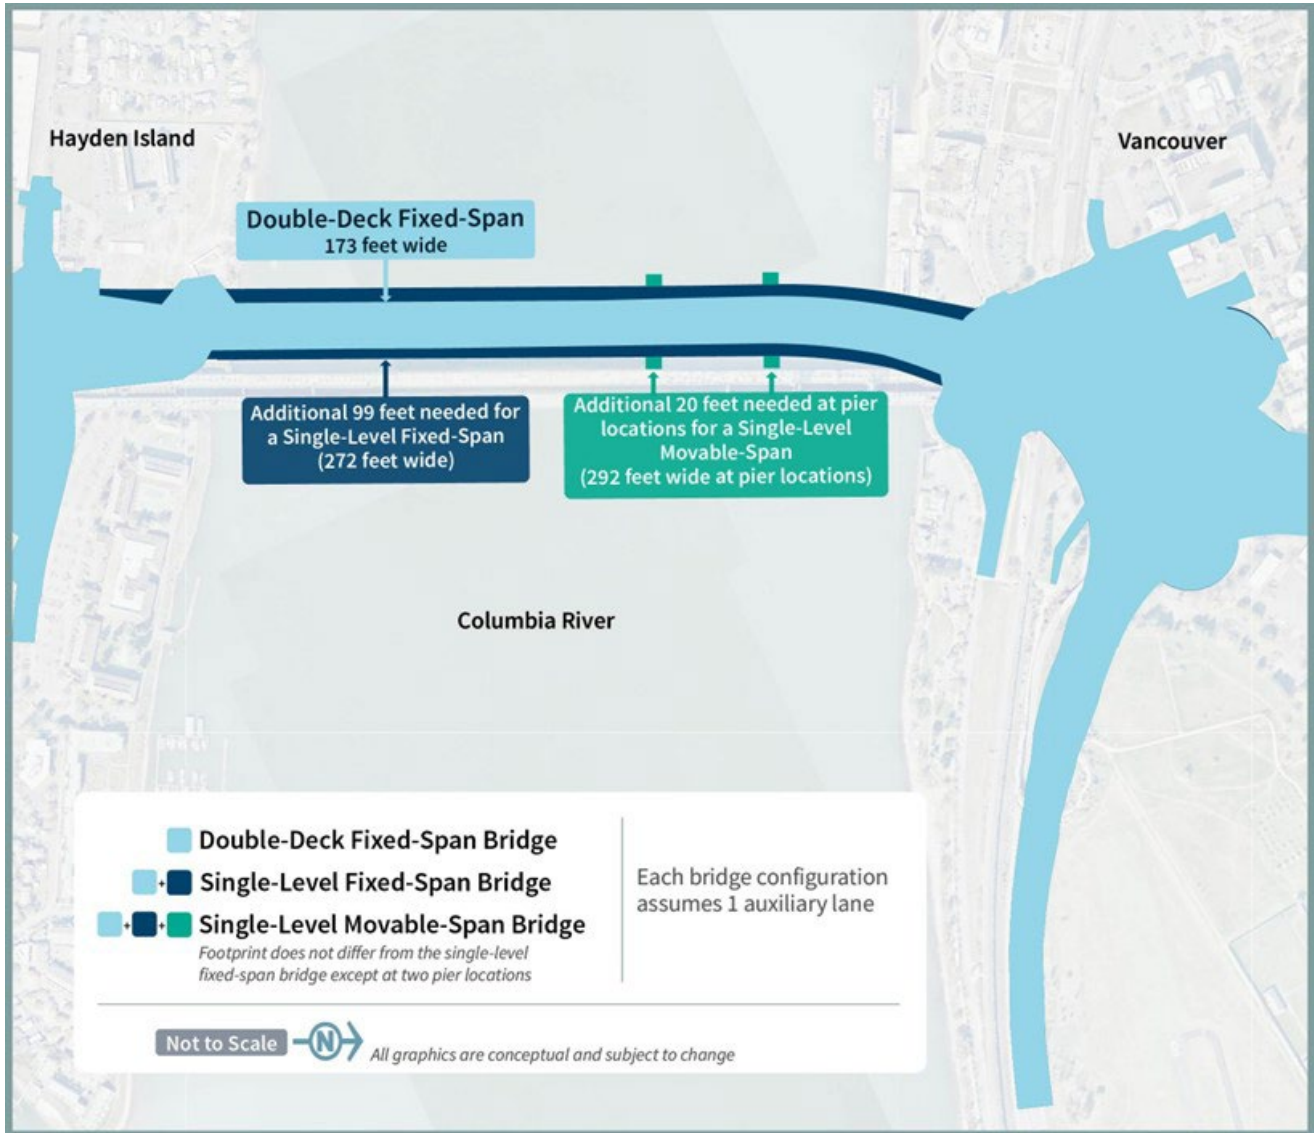 Hayden Island
Vancouver
Double-Deck Fixed-Span
173 feet wide
Additional 99 feet needed for
a Single-Level Fixed-Span
(272 feet wide)
Additional 20 feet needed at pier
locations for a Single-Level
Movable-Span
(292 feet wide at pier locations)
Columbia River
Double-Deck Fixed-Span Bridge
+ Single-Level Fixed-Span Bridge
+ + Single-Level Movable-Span Bridge
Footprint does not differ from the single-level
fixed-span bridge except at two pier locations
Each bridge configuration
assumes 1 auxiliary lane
Not to Scale N All graphics are conceptual and subject to change